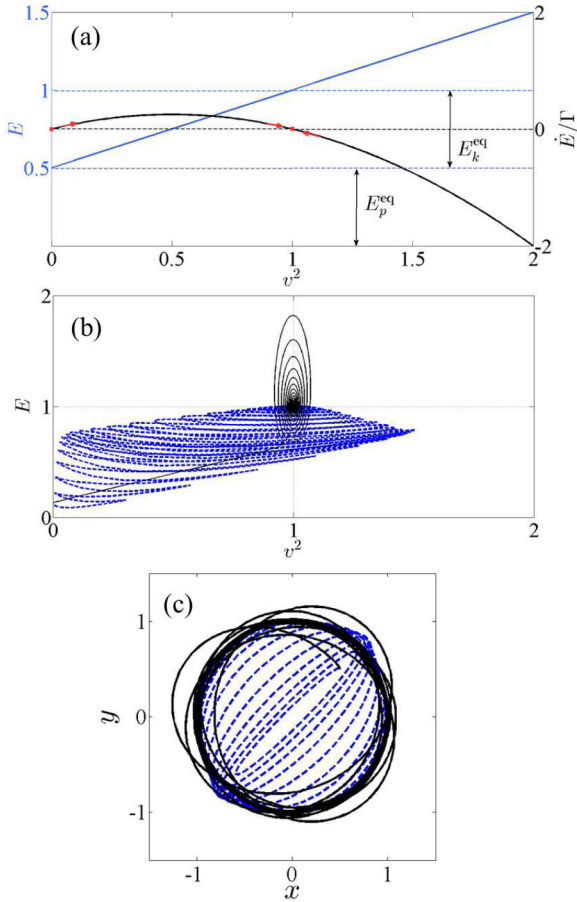 (a)
1.5
1
0.5
E
2
0
-2
Ė/Γ
E_k^eq
E_p^eq
0 0.5 1 1.5 2
v²
(b)
2
1
0
E
0 1 2
v²
(c)
1
0
-1
y
-1 0 1
x